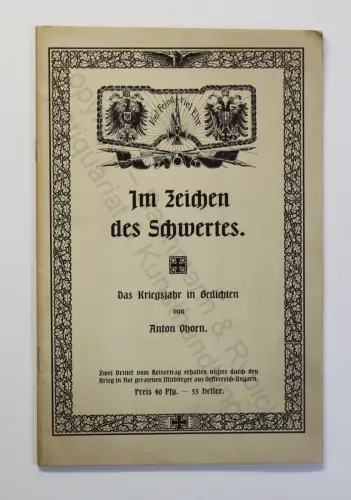 Viel Feind' viel Ehr'
Im Zeichen
des Schwertes.
Das Kriegsjahr in Gedichten
von
Anton Ohorn.
Zwei Drittel vom Reinertrag erhalten unsere durch den
Krieg in Not geratenen Mitbürger aus Oesterreich-Ungarn.
Preis 40 Pfg. — 55 Heller.